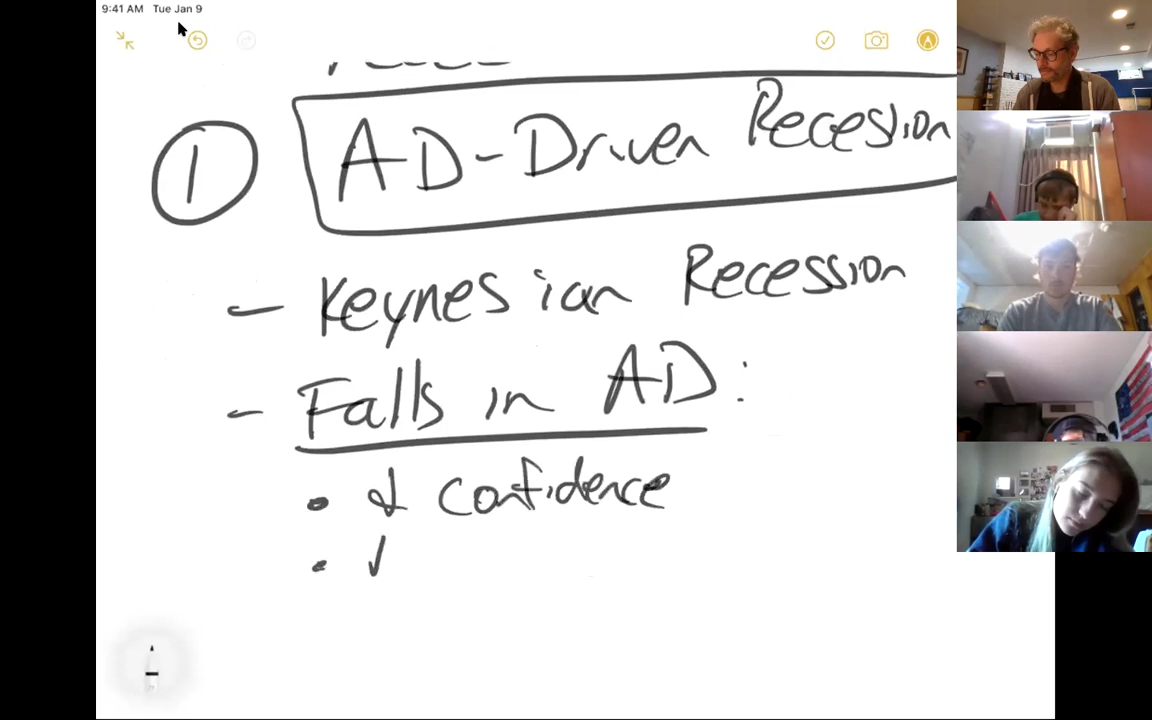 9:41 AM Tue Jan 9
① AD-Driven Recession
- Keynesian Recession
- Falls in AD:
• ↓ confidence
•